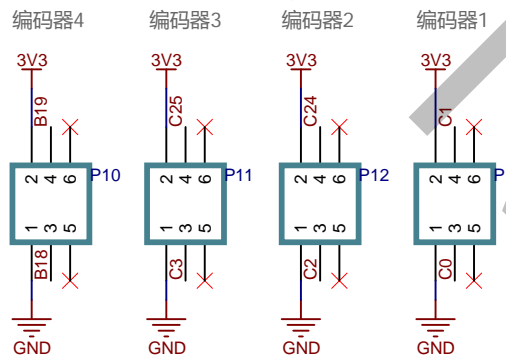 编码器4 编码器3 编码器2 编码器1
3V3 3V3 3V3 3V3
B19 C25 C24 C1
2 4 6 P10 2 4 6 P11 2 4 6 P12 2 4 6 P
1 3 5 1 3 5 1 3 5 1 3 5
B18 C3 C2 C0
GND GND GND GND